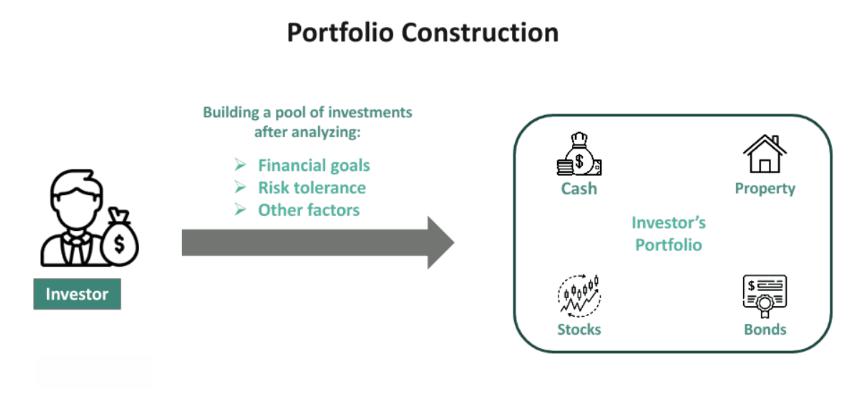 Portfolio Construction
Building a pool of investments
after analyzing:
Financial goals
Risk tolerance
Other factors
Investor
Cash
Property
Investor's
Portfolio
Stocks
Bonds